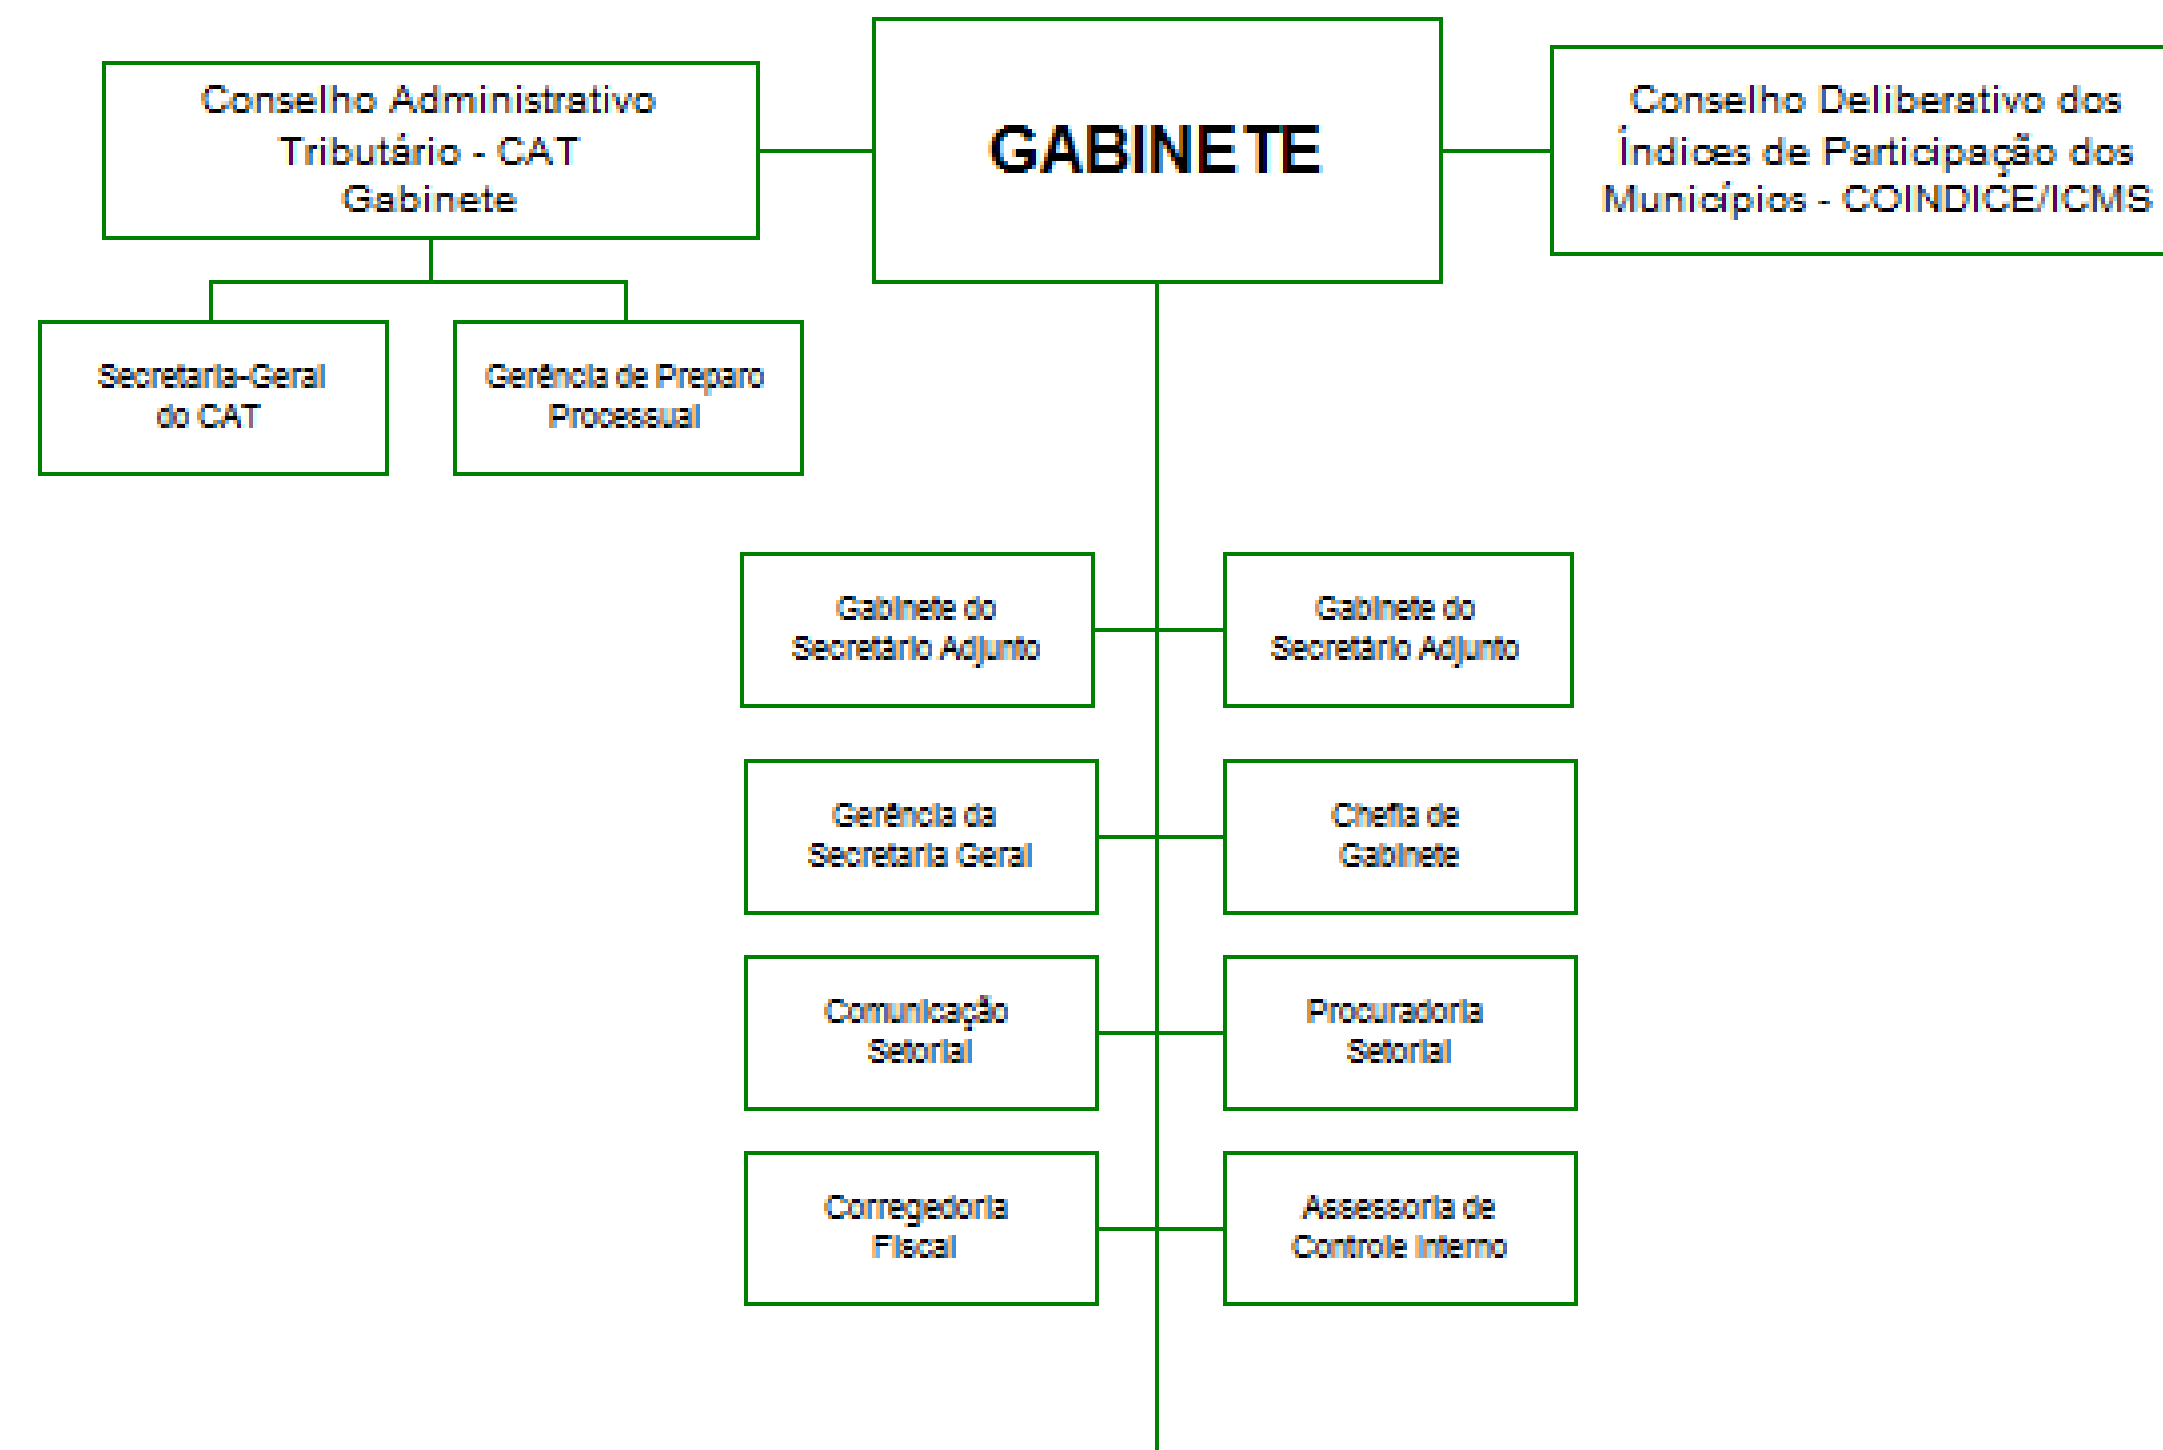 Conselho Administrativo
Tributário - CAT
Gabinete
GABINETE
Conselho Deliberativo dos
Índices de Participação dos
Municípios - COINDICE/ICMS
Secretaria-Geral
do CAT
Gerência de Preparo
Processual
Gabinete do
Secretário Adjunto
Gabinete do
Secretário Adjunto
Gerência da
Secretaria Geral
Chefia de
Gabinete
Comunicação
Setorial
Procuradoria
Setorial
Corregedoria
Fiscal
Assessoria de
Controle Interno